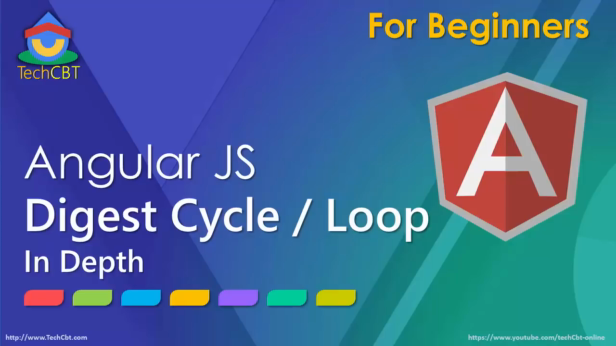 For Beginners
TechCBT
Angular JS
Digest Cycle / Loop
In Depth
http://www.TechCbt.com
https://www.youtube.com/techCbt-online